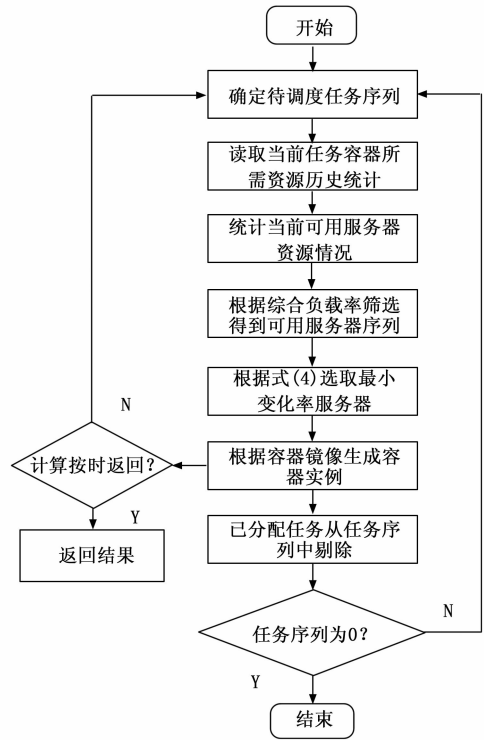 开始
确定待调度任务序列
读取当前任务容器所
需资源历史统计
统计当前可用服务器
资源情况
根据综合负载率筛选
得到可用服务器序列
根据式(4)选取最小
变化率服务器
N
计算按时返回?
根据容器镜像生成容
器实例
Y
返回结果
已分配任务从任务序
列中剔除
N
任务序列为0?
Y
结束